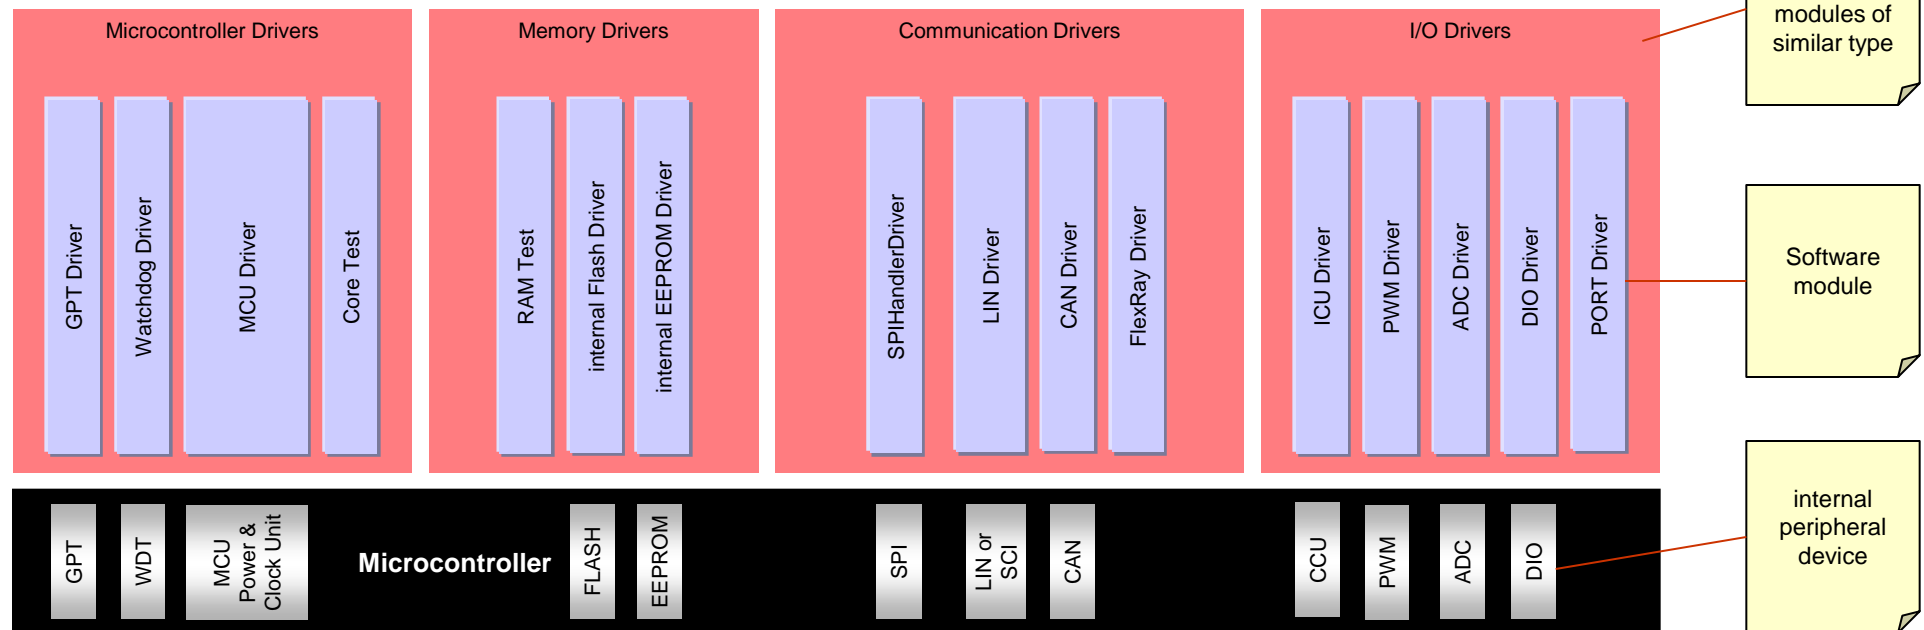 Microcontroller Drivers
Memory Drivers
Communication Drivers
I/O Drivers
modules of
similar type
GPT Driver
Watchdog Driver
MCU Driver
Core Test
RAM Test
internal Flash Driver
internal EEPROM Driver
SPIHandlerDriver
LIN Driver
CAN Driver
FlexRay Driver
ICU Driver
PWM Driver
ADC Driver
DIO Driver
PORT Driver
Software
module
GPT
WDT
MCU
Power &
Clock Unit
Microcontroller
FLASH
EEPROM
SPI
LIN or
SCI
CAN
CCU
PWM
ADC
DIO
internal
peripheral
device